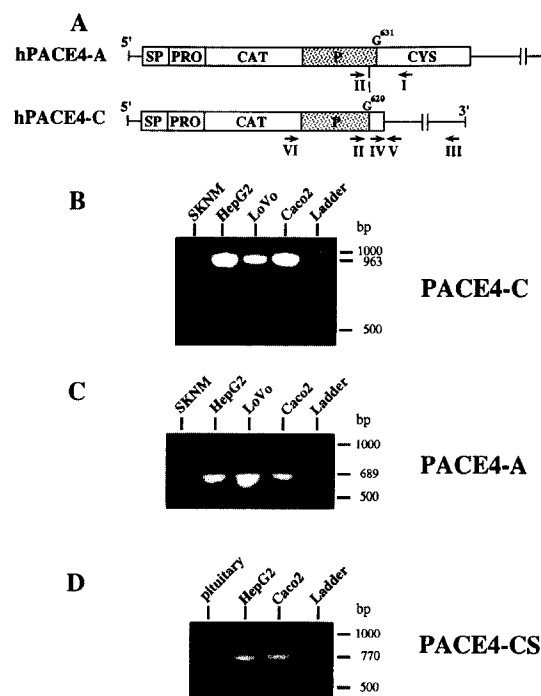 A
G631
5'
hPACE4-A
SP PRO CAT P CYS
II I
G620
5' 3'
hPACE4-C
SP PRO CAT P
VI II IV V III
B
SKNM HepG2 LoVo Caco2 Ladder
bp
1000
963
500
PACE4-C
C
SKNM HepG2 LoVo Caco2 Ladder
bp
1000
689
500
PACE4-A
D
pituitary HepG2 Caco2 Ladder
bp
1000
770
500
PACE4-CS